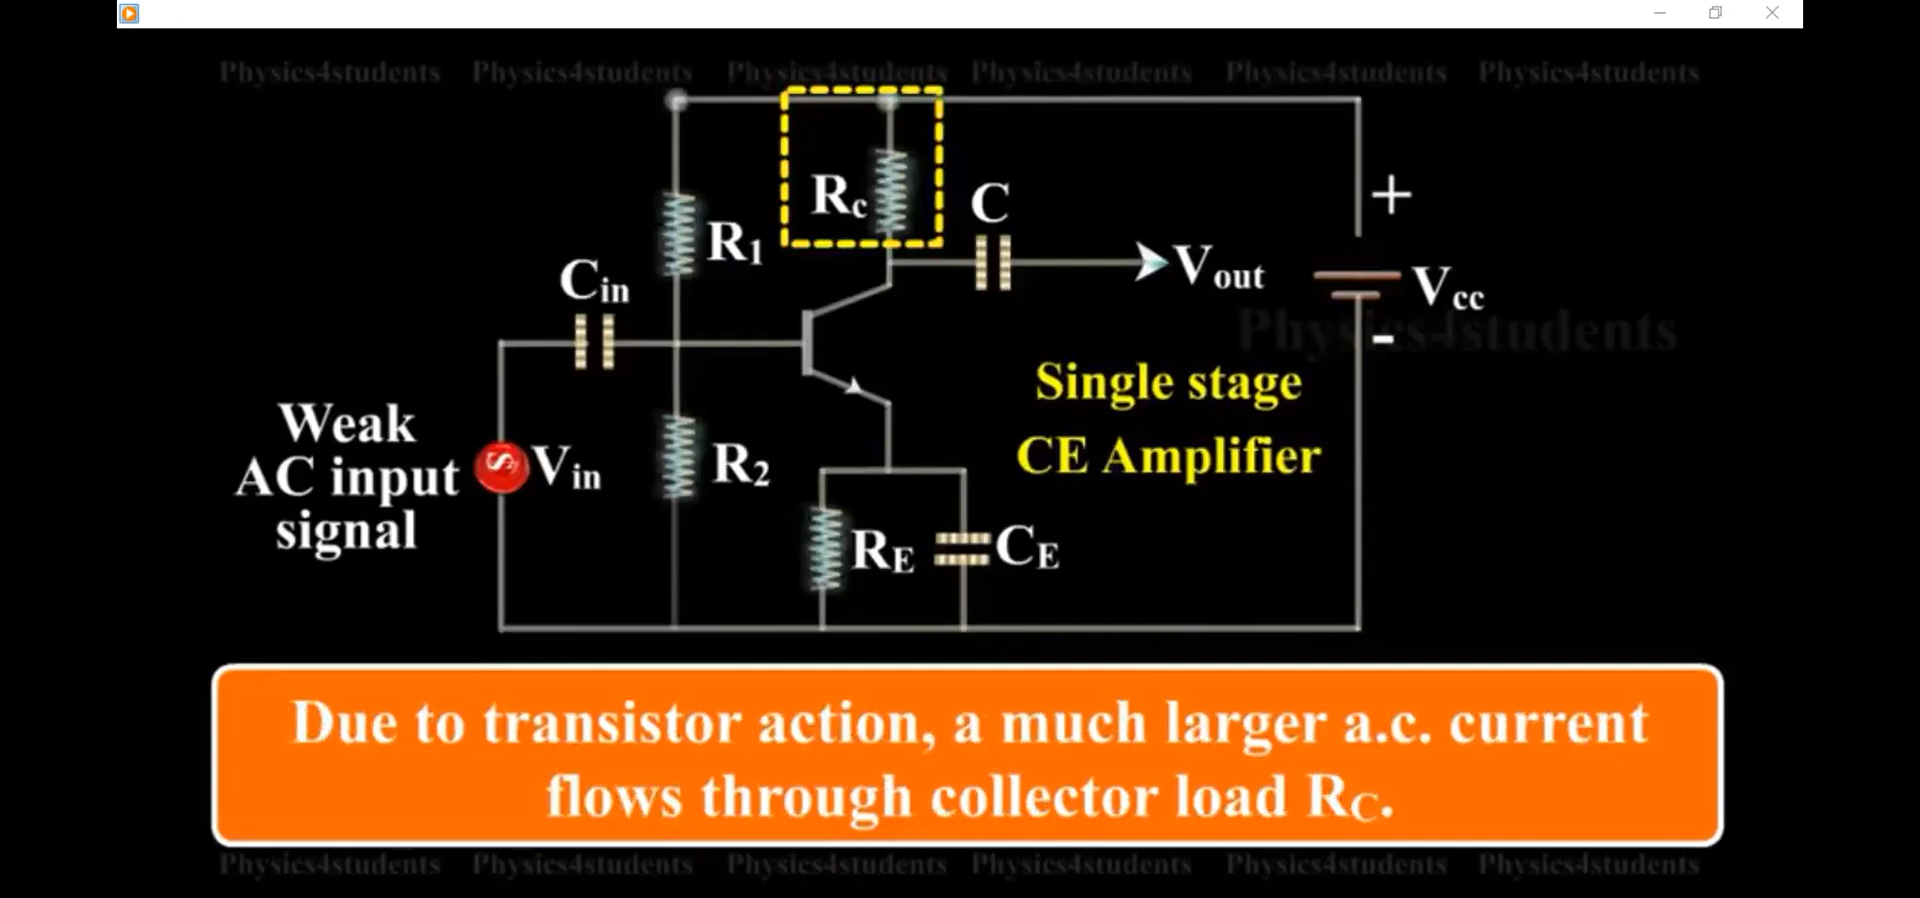 Physics4students Physics4students Physics4students Physics4students Physics4students Physics4students
Rc
C
+
R1
Vout
Cin
Vcc
Physics4students
-
Single stage
CE Amplifier
Weak
AC input
signal
S
Vin
R2
RE
CE
Due to transistor action, a much larger a.c. current
flows through collector load RC.
Physics4students Physics4students Physics4students Physics4students Physics4students Physics4students